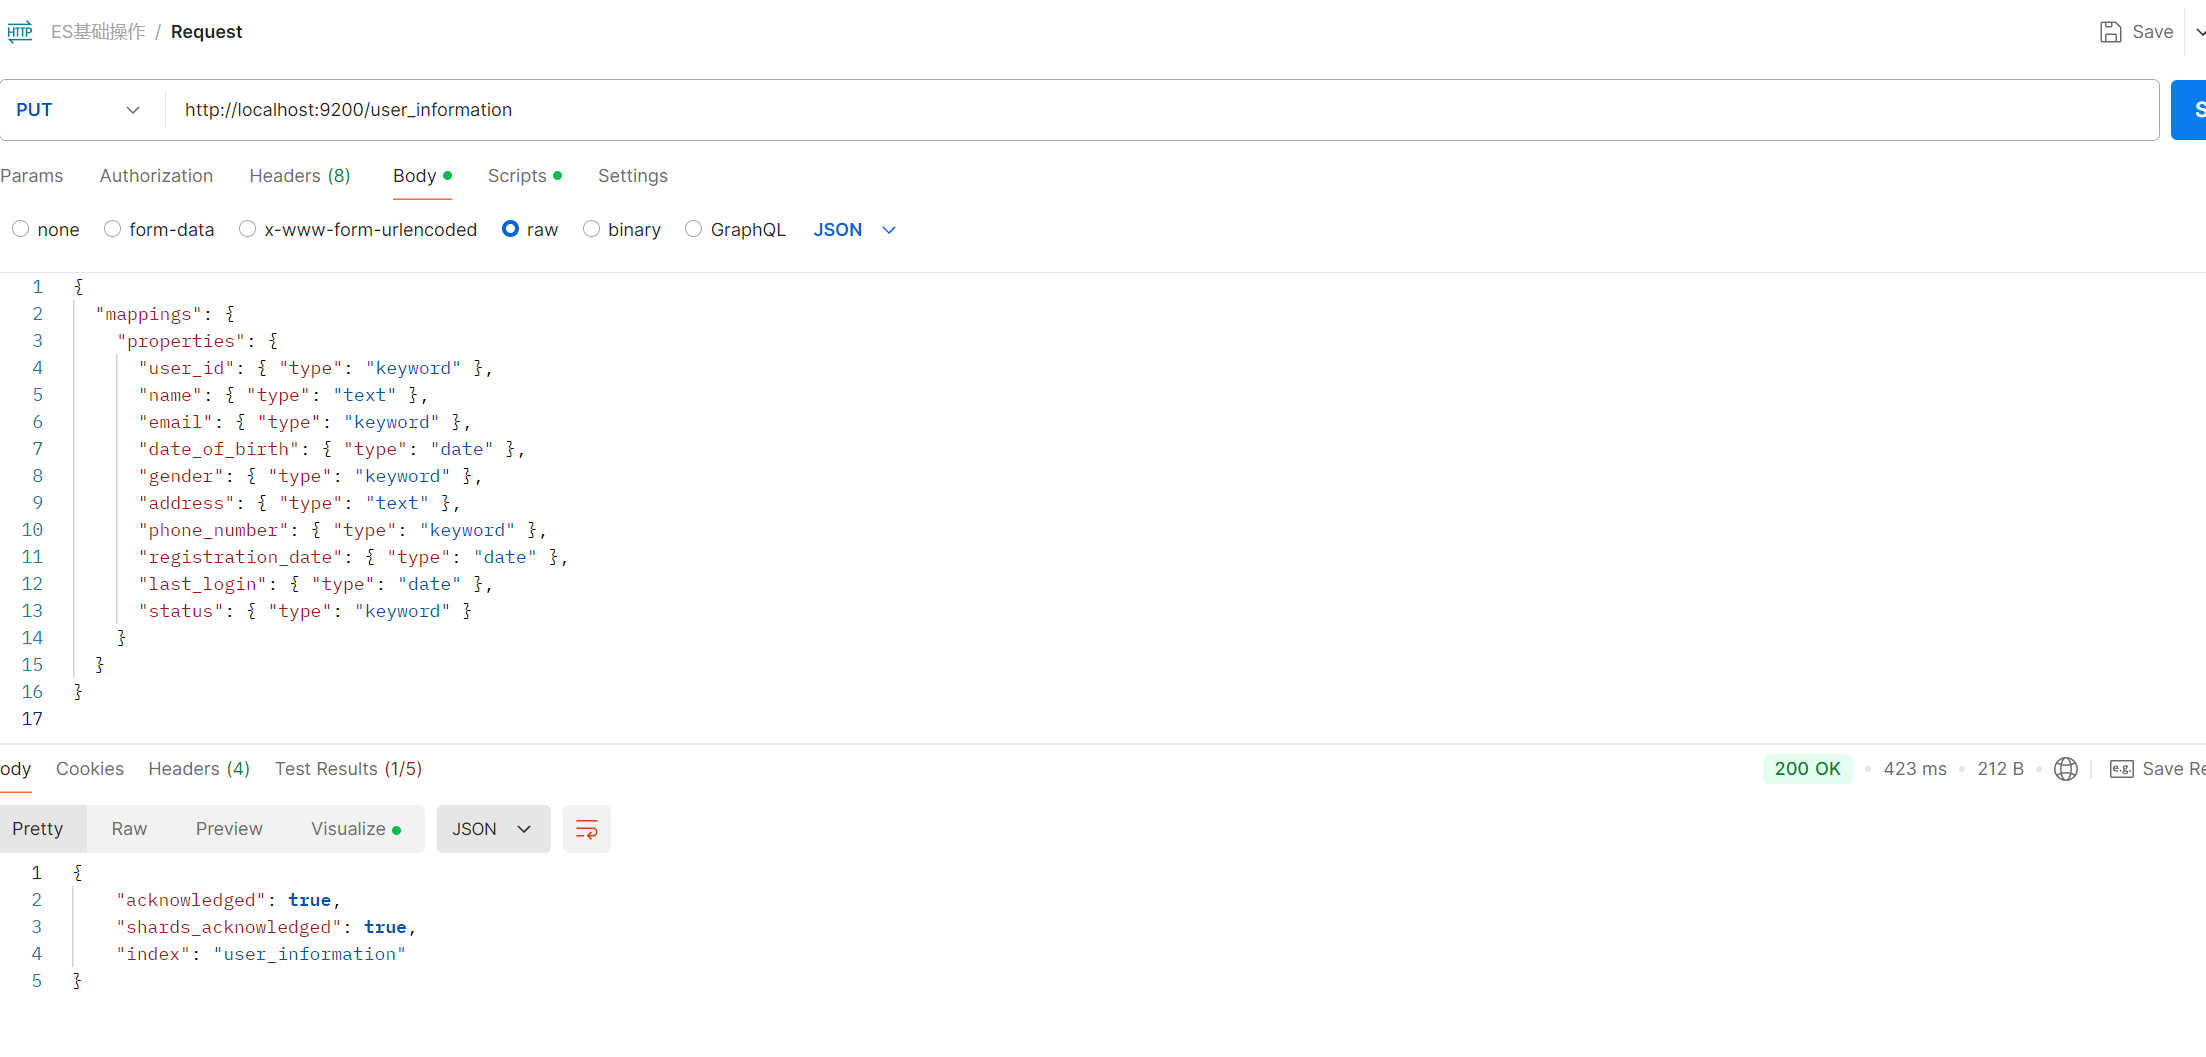 HTTP ES基础操作 / Request Save
PUT http://localhost:9200/user_information S
Params Authorization Headers (8) Body Scripts Settings
none form-data x-www-form-urlencoded raw binary GraphQL JSON
1 {
2 "mappings": {
3 "properties": {
4 "user_id": { "type": "keyword" },
5 "name": { "type": "text" },
6 "email": { "type": "keyword" },
7 "date_of_birth": { "type": "date" },
8 "gender": { "type": "keyword" },
9 "address": { "type": "text" },
10 "phone_number": { "type": "keyword" },
11 "registration_date": { "type": "date" },
12 "last_login": { "type": "date" },
13 "status": { "type": "keyword" }
14 }
15 }
16 }
17
ody Cookies Headers (4) Test Results (1/5) 200 OK • 423 ms • 212 B • e.g. Save Re
Pretty Raw Preview Visualize JSON
1 {
2 "acknowledged": true,
3 "shards_acknowledged": true,
4 "index": "user_information"
5 }